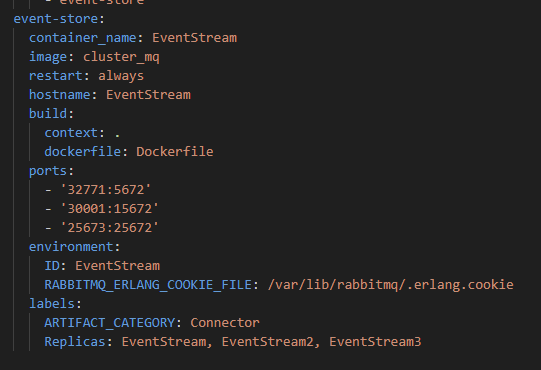 - event-store
event-store:
container_name: EventStream
image: cluster_mq
restart: always
hostname: EventStream
build:
context: .
dockerfile: Dockerfile
ports:
- '32771:5672'
- '30001:15672'
- '25673:25672'
environment:
ID: EventStream
RABBITMQ_ERLANG_COOKIE_FILE: /var/lib/rabbitmq/.erlang.cookie
labels:
ARTIFACT_CATEGORY: Connector
Replicas: EventStream, EventStream2, EventStream3